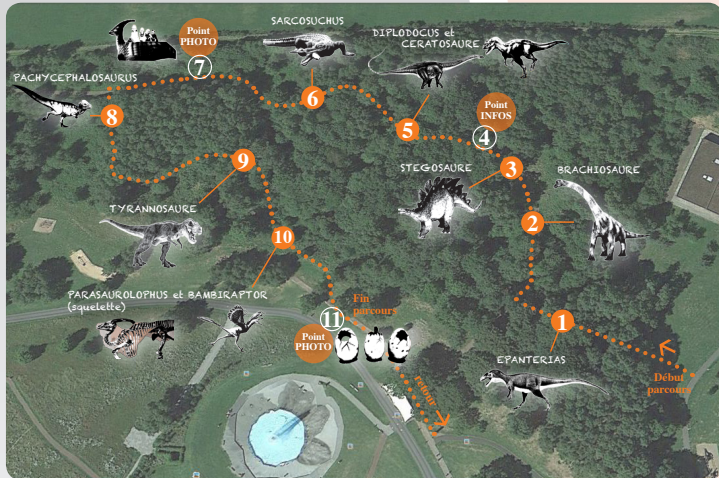 Point
PHOTO
7
SARCOSUCHUS
6
DIPLODOCUS et
CERATOSAURE
5
PACHYCEPHALOSAURUS
8
Point
INFOS
4
STEGOSAURE
3
BRACHIOSAURE
2
9
TYRANNOSAURE
10
PARASAUROLOPHUS et BAMBIRAPTOR
(squelette)
11
Fin
parcours
Point
PHOTO
1
EPANTERIAS
Début
parcours
retour